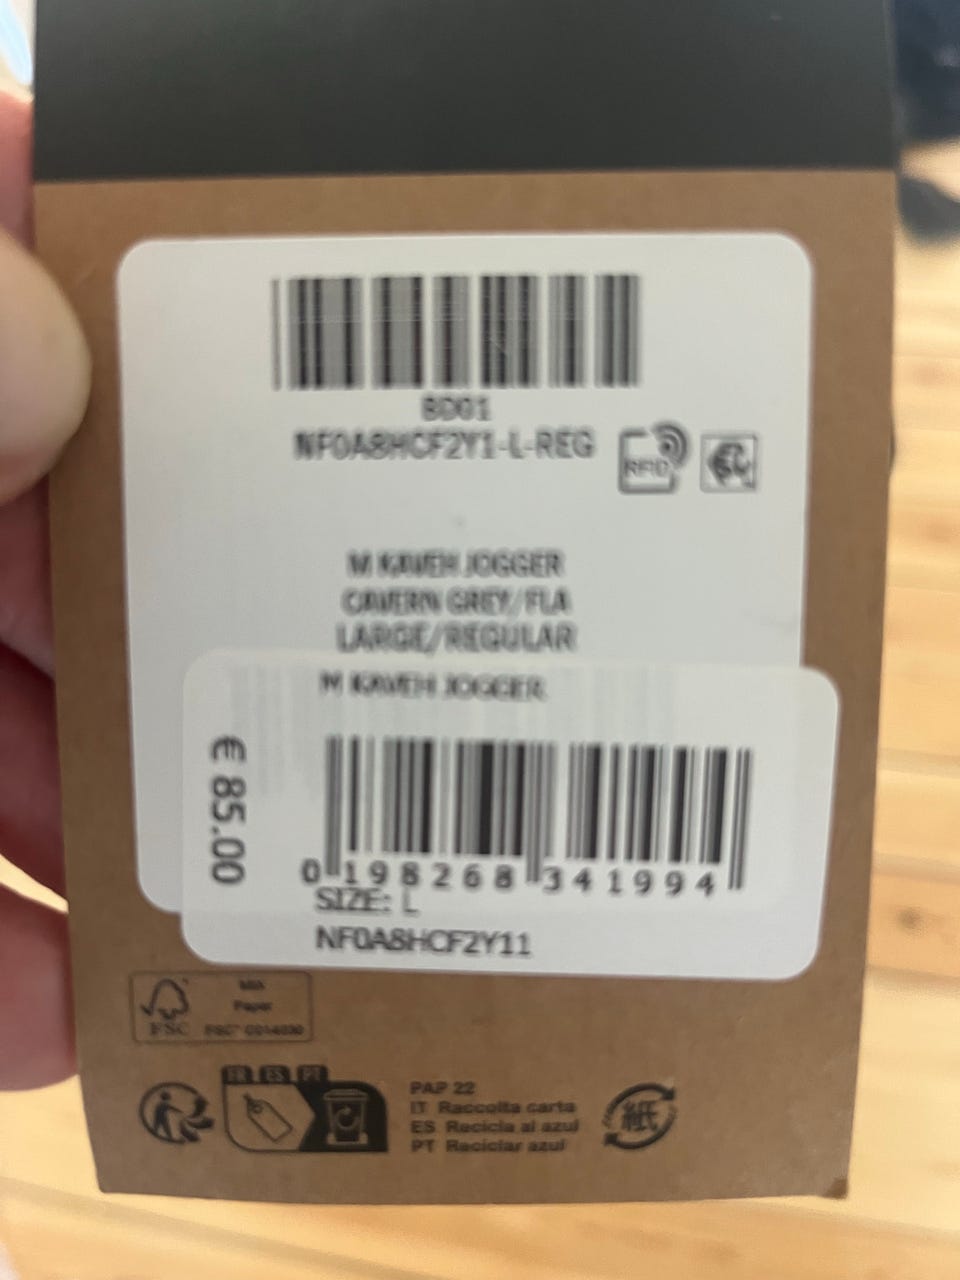 BD01
NF0A8HCF2Y1-L-REG
RFID
M KAVEH JOGGER
CAVERN GREY/FLA
LARGE/REGULAR
M KAVEH JOGGER
€ 85.00
0 198268 341994
SIZE: L
NF0A8HCF2Y11
FSC
MIX
Paper
FR ES PT
PAP 22
IT Raccolta carta
ES Recicla al azul
PT Reciclar azul
紙